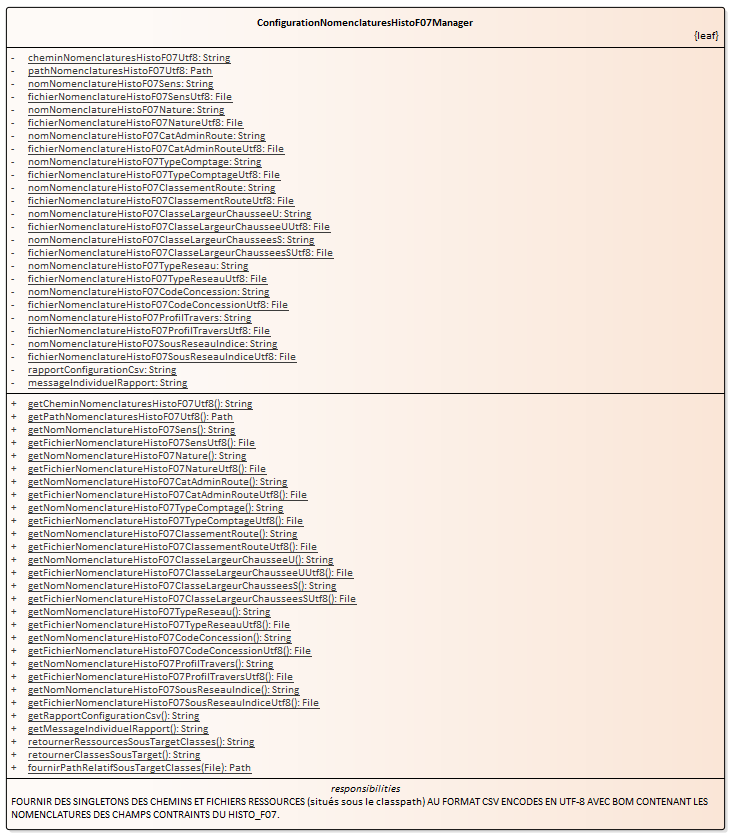 ConfigurationNomenclaturesHistoF07Manager
{leaf}
- cheminNomenclaturesHistoF07Utf8: String
- pathNomenclaturesHistoF07Utf8: Path
- nomNomenclatureHistoF07Sens: String
- fichierNomenclatureHistoF07SensUtf8: File
- nomNomenclatureHistoF07Nature: String
- fichierNomenclatureHistoF07NatureUtf8: File
- nomNomenclatureHistoF07CatAdminRoute: String
- fichierNomenclatureHistoF07CatAdminRouteUtf8: File
- nomNomenclatureHistoF07TypeComptage: String
- fichierNomenclatureHistoF07TypeComptageUtf8: File
- nomNomenclatureHistoF07ClassementRoute: String
- fichierNomenclatureHistoF07ClassementRouteUtf8: File
- nomNomenclatureHistoF07ClasseLargeurChausseeU: String
- fichierNomenclatureHistoF07ClasseLargeurChausseeUUtf8: File
- nomNomenclatureHistoF07ClasseLargeurChausseesS: String
- fichierNomenclatureHistoF07ClasseLargeurChausseesSUtf8: File
- nomNomenclatureHistoF07TypeReseau: String
- fichierNomenclatureHistoF07TypeReseauUtf8: File
- nomNomenclatureHistoF07CodeConcession: String
- fichierNomenclatureHistoF07CodeConcessionUtf8: File
- nomNomenclatureHistoF07ProfilTravers: String
- fichierNomenclatureHistoF07ProfilTraversUtf8: File
- nomNomenclatureHistoF07SousReseauIndice: String
- fichierNomenclatureHistoF07SousReseauIndiceUtf8: File
- rapportConfigurationCsv: String
- messageIndividuelRapport: String
+ getCheminNomenclaturesHistoF07Utf8(): String
+ getPathNomenclaturesHistoF07Utf8(): Path
+ getNomNomenclatureHistoF07Sens(): String
+ getFichierNomenclatureHistoF07SensUtf8(): File
+ getNomNomenclatureHistoF07Nature(): String
+ getFichierNomenclatureHistoF07NatureUtf8(): File
+ getNomNomenclatureHistoF07CatAdminRoute(): String
+ getFichierNomenclatureHistoF07CatAdminRouteUtf8(): File
+ getNomNomenclatureHistoF07TypeComptage(): String
+ getFichierNomenclatureHistoF07TypeComptageUtf8(): File
+ getNomNomenclatureHistoF07ClassementRoute(): String
+ getFichierNomenclatureHistoF07ClassementRouteUtf8(): File
+ getNomNomenclatureHistoF07ClasseLargeurChausseeU(): String
+ getFichierNomenclatureHistoF07ClasseLargeurChausseeUUtf8(): File
+ getNomNomenclatureHistoF07ClasseLargeurChausseesS(): String
+ getFichierNomenclatureHistoF07ClasseLargeurChausseesSUtf8(): File
+ getNomNomenclatureHistoF07TypeReseau(): String
+ getFichierNomenclatureHistoF07TypeReseauUtf8(): File
+ getNomNomenclatureHistoF07CodeConcession(): String
+ getFichierNomenclatureHistoF07CodeConcessionUtf8(): File
+ getNomNomenclatureHistoF07ProfilTravers(): String
+ getFichierNomenclatureHistoF07ProfilTraversUtf8(): File
+ getNomNomenclatureHistoF07SousReseauIndice(): String
+ getFichierNomenclatureHistoF07SousReseauIndiceUtf8(): File
+ getRapportConfigurationCsv(): String
+ getMessageIndividuelRapport(): String
+ retournerRessourcesSousTargetClasses(): String
+ retournerClassesSousTarget(): String
+ fournirPathRelatifSousTargetClasses(File): Path
responsibilities
FOURNIR DES SINGLETONS DES CHEMINS ET FICHIERS RESSOURCES (situés sous le classpath) AU FORMAT CSV ENCODES EN UTF-8 AVEC BOM CONTENANT LES
NOMENCLATURES DES CHAMPS CONTRAINTS DU HISTO_F07.